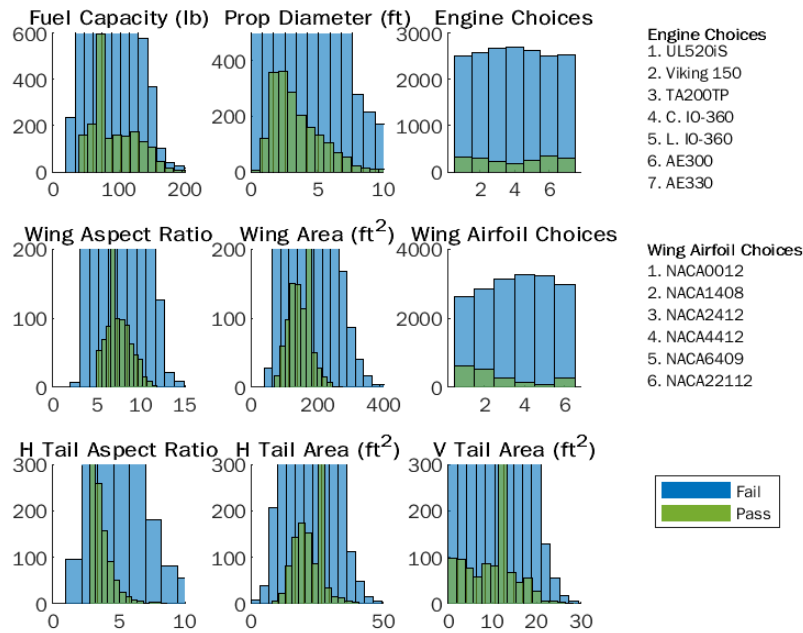 Fuel Capacity (lb)
Prop Diameter (ft)
Engine Choices
600
400
200
0
0
100
200
400
200
0
0
5
10
3000
2000
1000
0
2
4
6
Engine Choices
1. UL520iS
2. Viking 150
3. TA200TP
4. C. IO-360
5. L. IO-360
6. AE300
7. AE330
Wing Aspect Ratio
Wing Area (ft²)
Wing Airfoil Choices
200
100
0
0
5
10
15
200
100
0
0
200
400
4000
2000
0
2
4
6
Wing Airfoil Choices
1. NACA0012
2. NACA1408
3. NACA2412
4. NACA4412
5. NACA6409
6. NACA22112
H Tail Aspect Ratio
H Tail Area (ft²)
V Tail Area (ft²)
300
200
100
0
0
5
10
300
200
100
0
0
50
300
200
100
0
0
10
20
30
Fail
Pass